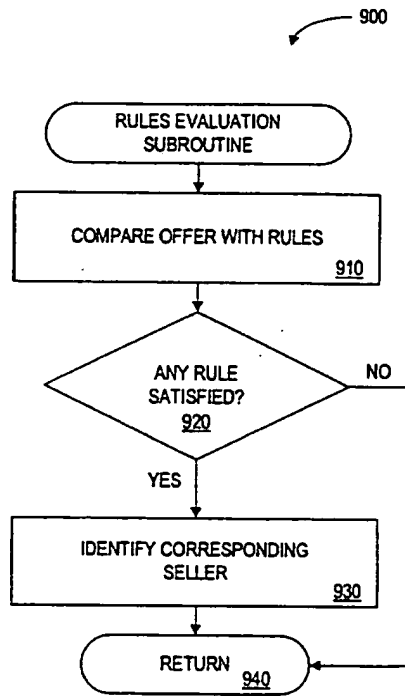 900
RULES EVALUATION
SUBROUTINE
COMPARE OFFER WITH RULES
910
ANY RULE
SATISFIED?
920
NO
YES
IDENTIFY CORRESPONDING
SELLER
930
RETURN
940